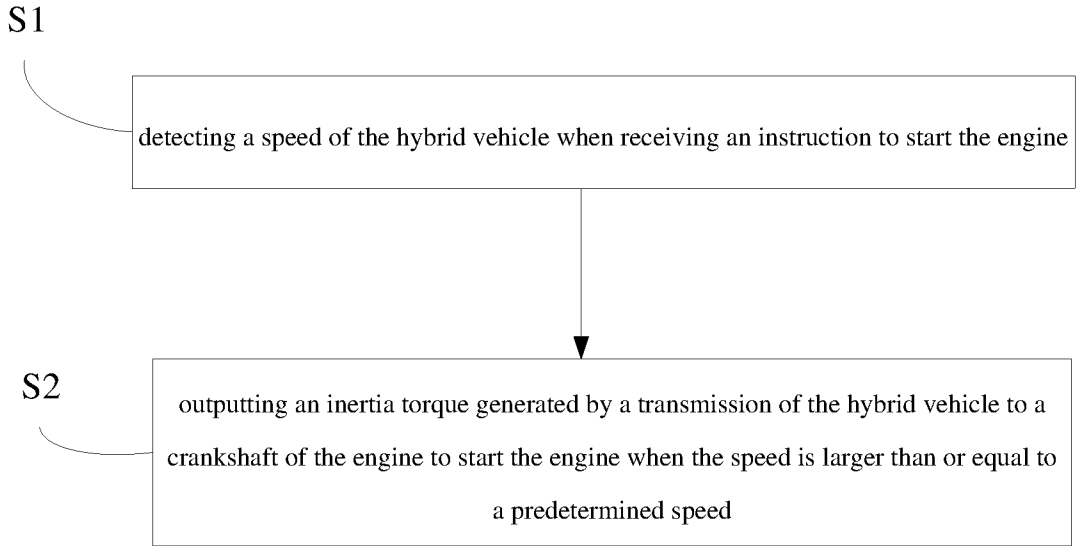 S1
detecting a speed of the hybrid vehicle when receiving an instruction to start the engine
S2
outputting an inertia torque generated by a transmission of the hybrid vehicle to a
crankshaft of the engine to start the engine when the speed is larger than or equal to
a predetermined speed